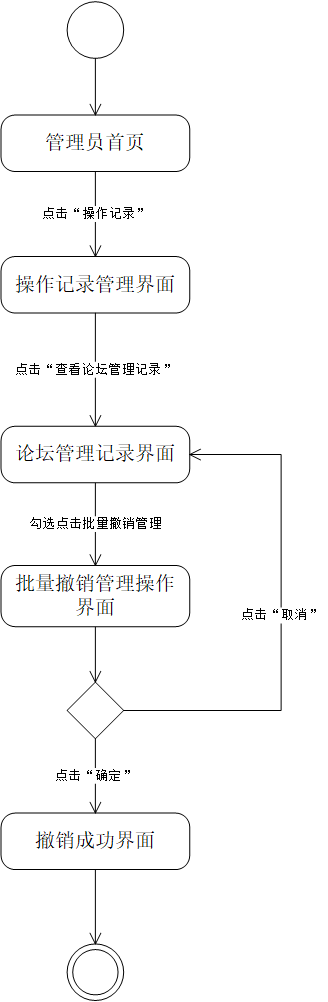 管理员首页
点击“操作记录”
操作记录管理界面
点击“查看论坛管理记录”
论坛管理记录界面
勾选点击批量撤销管理
批量撤销管理操作
界面
点击“取消”
点击“确定”
撤销成功界面